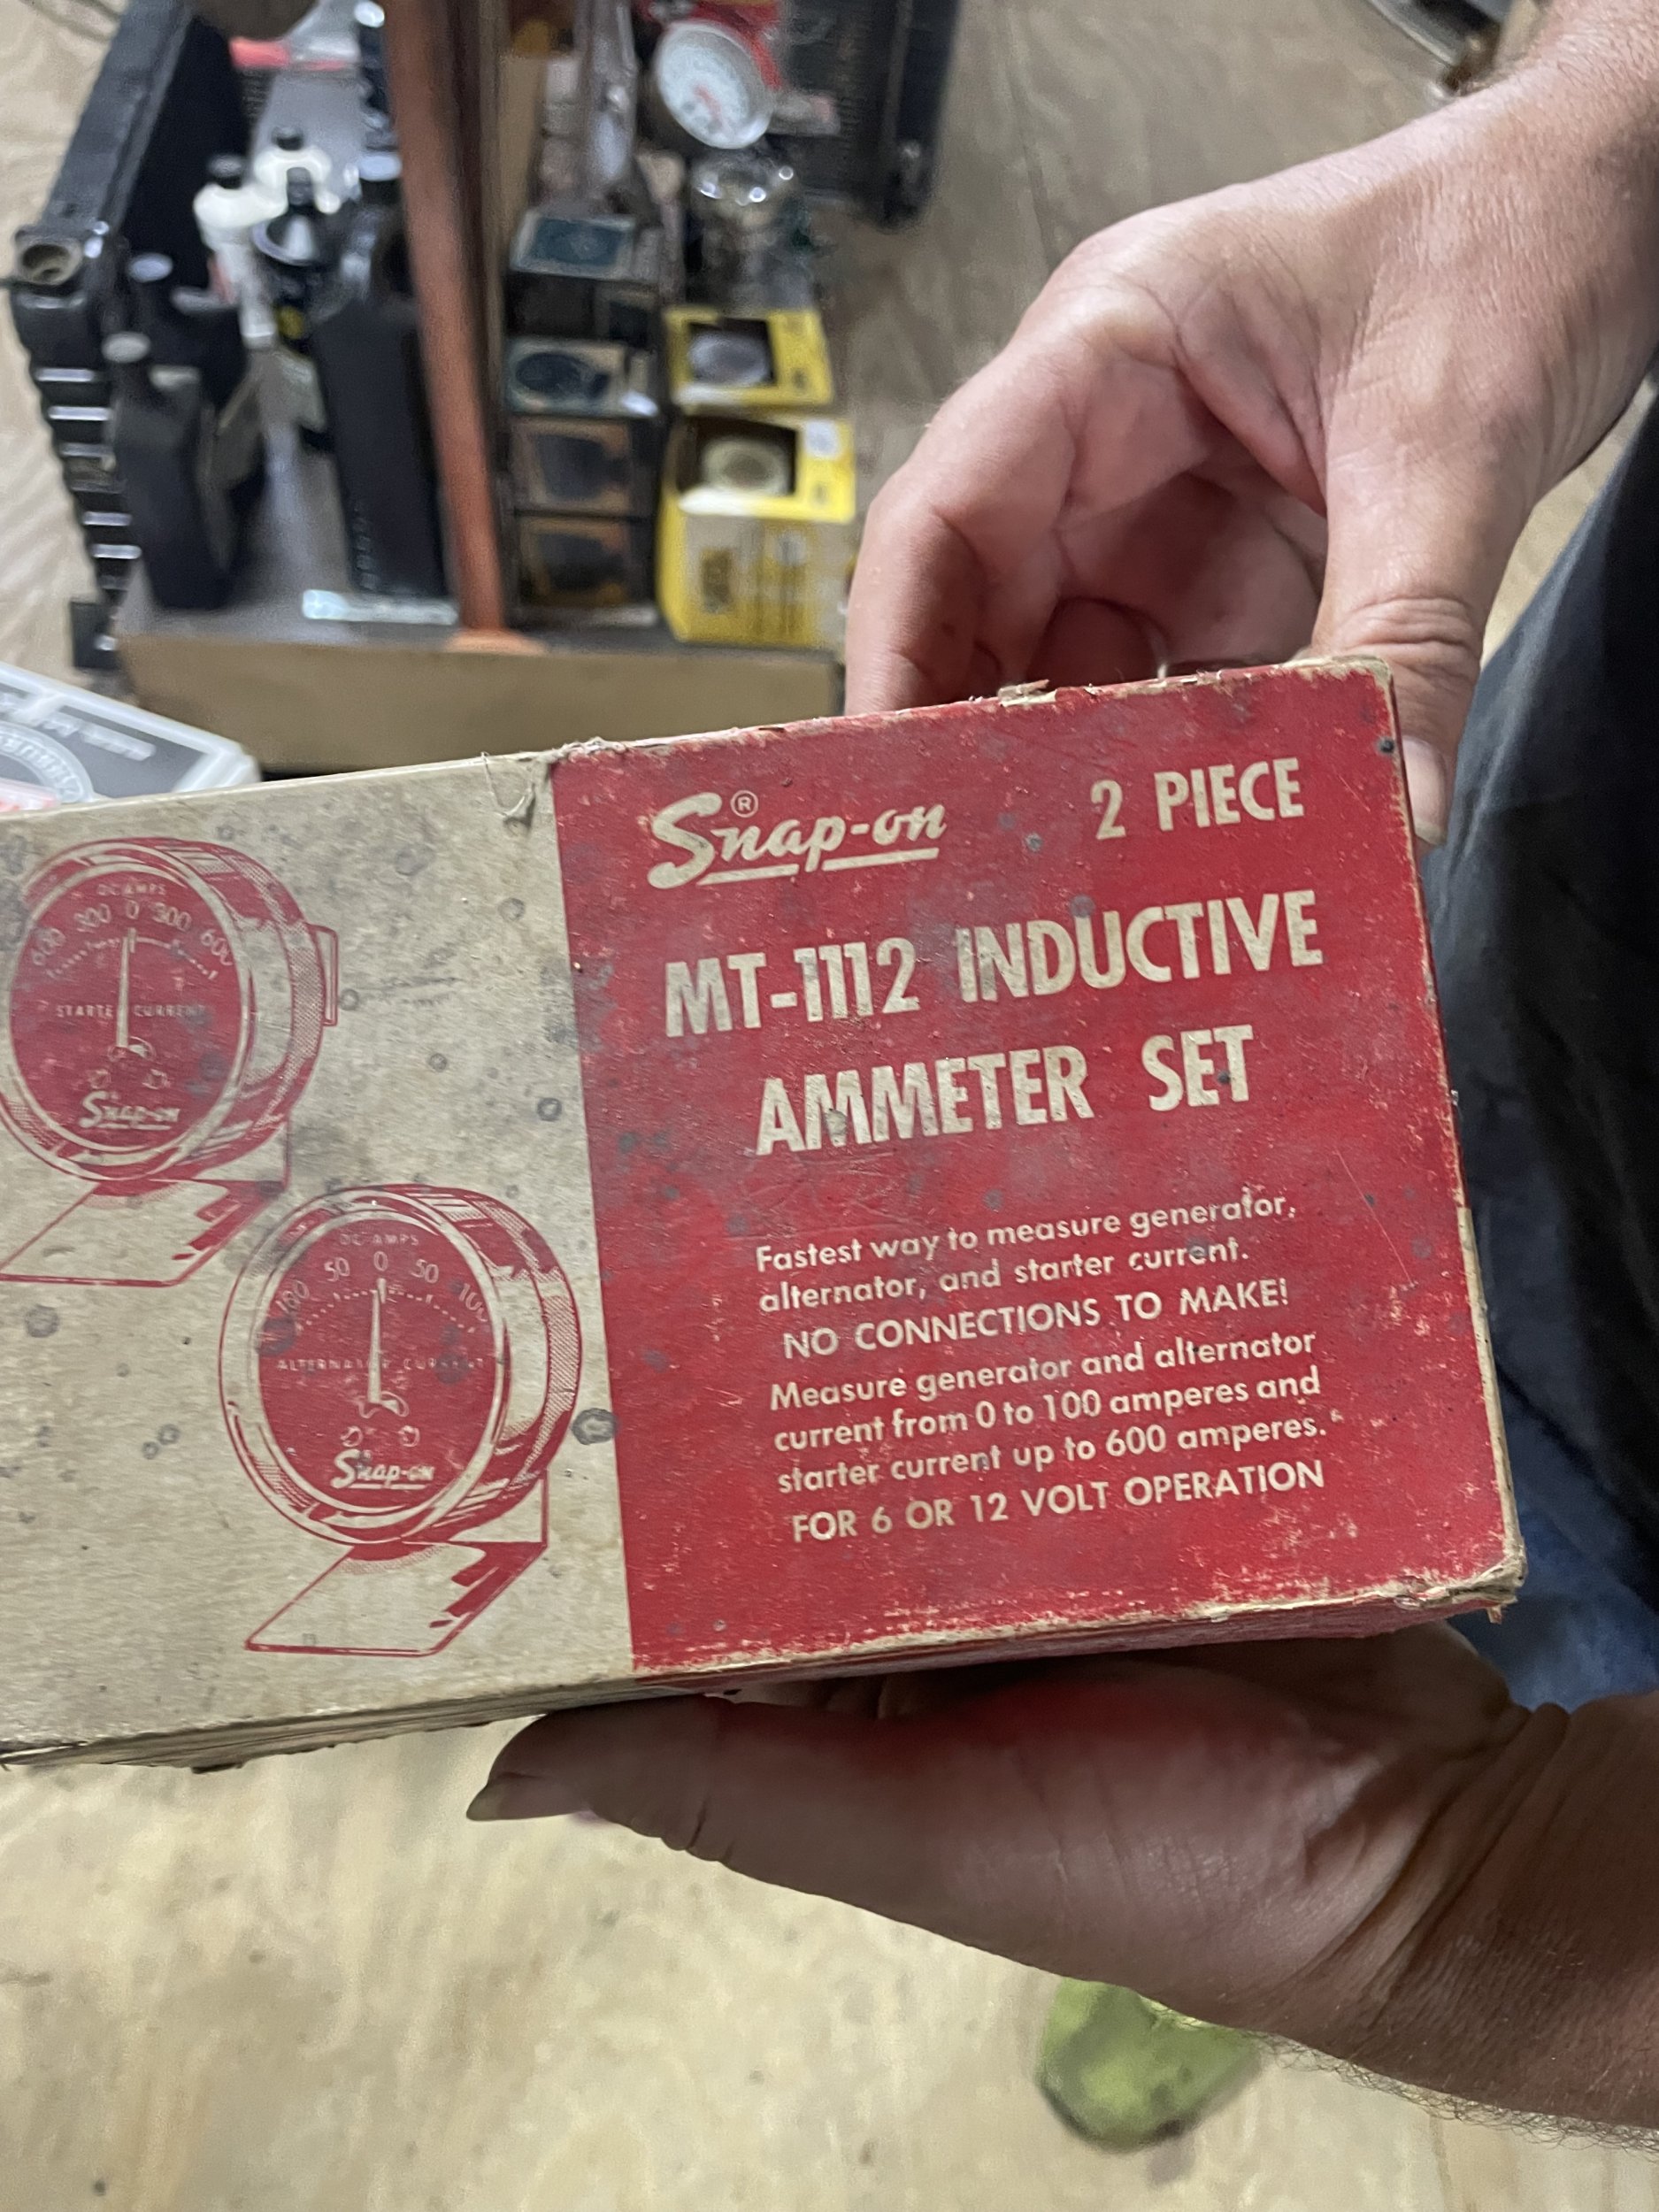 Snap-on® 2 PIECE
MT-1112 INDUCTIVE
AMMETER SET
Fastest way to measure generator,
alternator, and starter current.
NO CONNECTIONS TO MAKE!
Measure generator and alternator
current from 0 to 100 amperes and
starter current up to 600 amperes.
FOR 6 OR 12 VOLT OPERATION
DC AMPS
600 300 0 300 600
STARTER CURRENT
Snap-on
DC AMPS
100 50 0 50 100
ALTERNATOR CURRENT
Snap-on